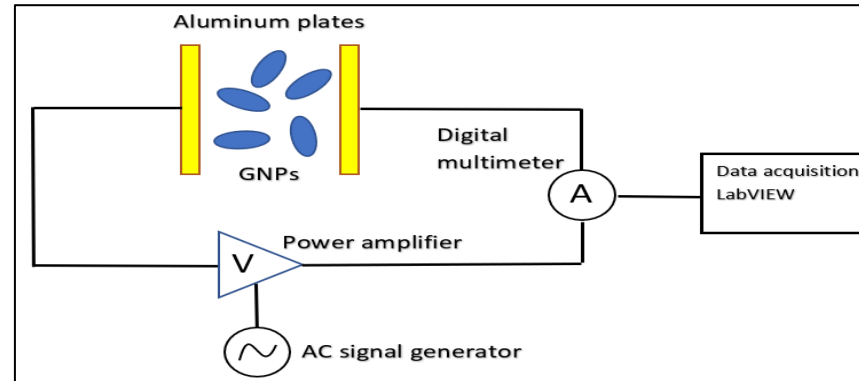 Aluminum plates
GNPs
Digital
multimeter
A
Data acquisition
LabVIEW
Power amplifier
V
AC signal generator